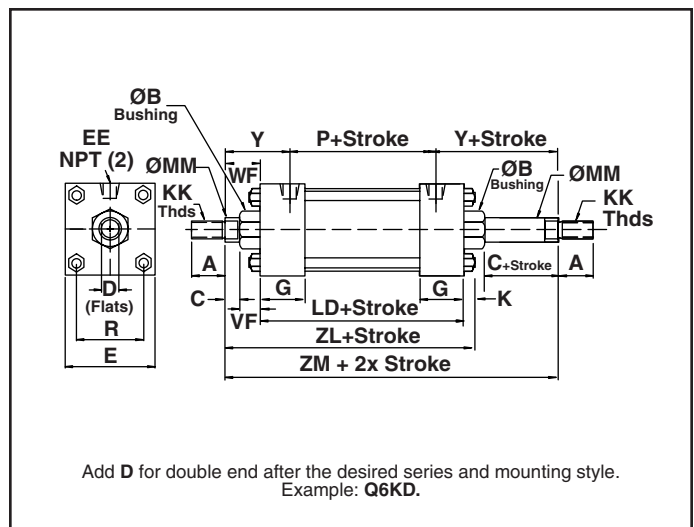 ØB
Bushing
EE
NPT (2)
ØMM
KK
Thds
Y
P+Stroke
Y+Stroke
WF
ØB
Bushing
ØMM
KK
Thds
A
C
D
(Flats)
R
E
G
G
C+Stroke
A
K
VF
LD+Stroke
ZL+Stroke
ZM + 2x Stroke
Add D for double end after the desired series and mounting style.
Example: Q6KD.